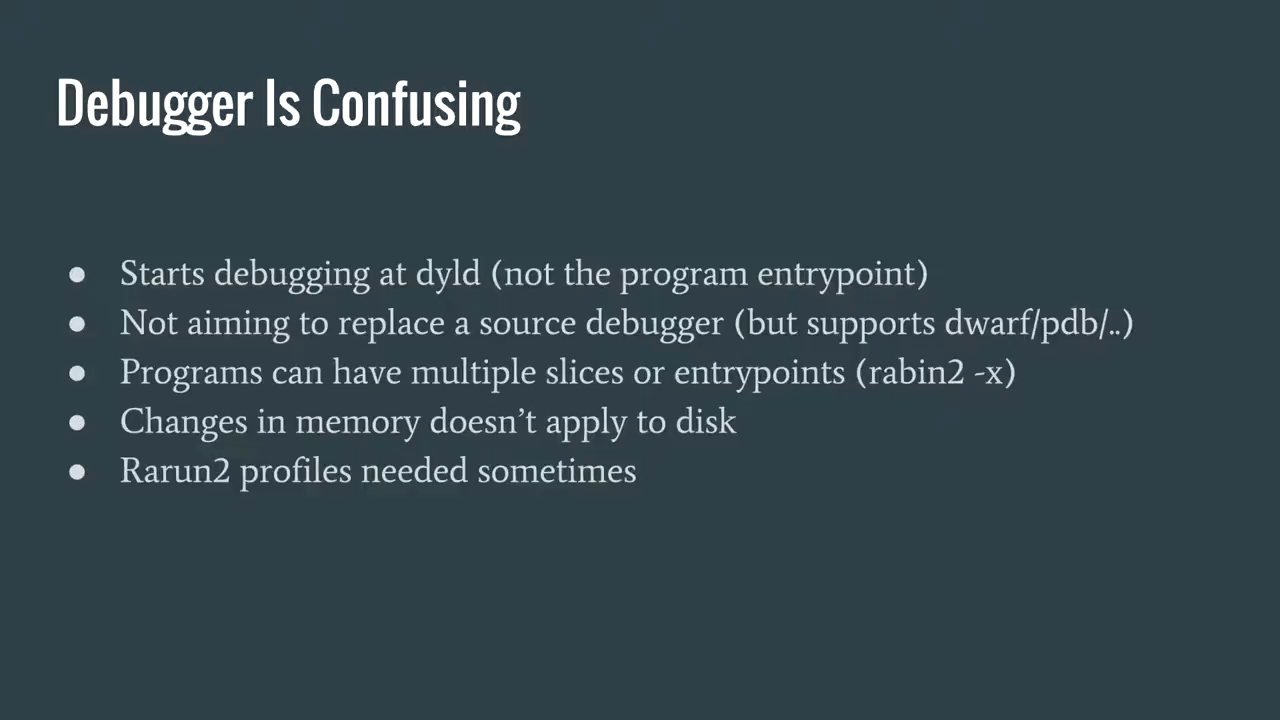 Debugger Is Confusing
● Starts debugging at dyld (not the program entrypoint)
● Not aiming to replace a source debugger (but supports dwarf/pdb/..)
● Programs can have multiple slices or entrypoints (rabin2 -x)
● Changes in memory doesn’t apply to disk
● Rarun2 profiles needed sometimes